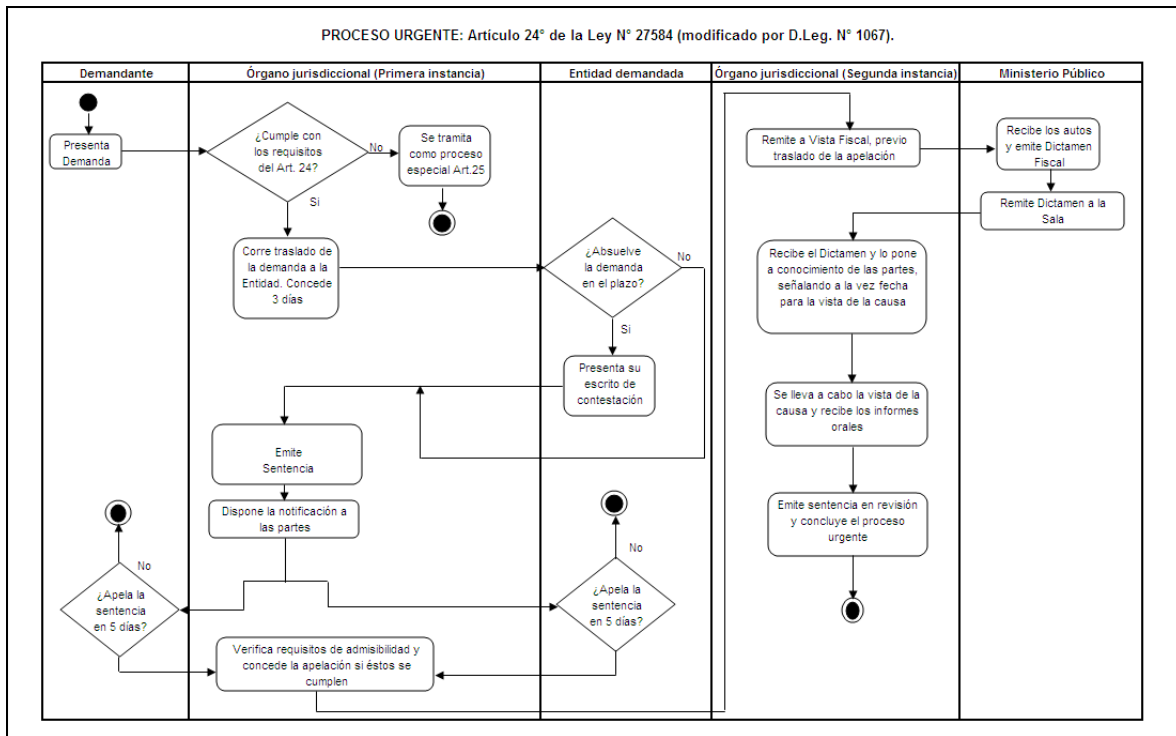 PROCESO URGENTE: Artículo 24° de la Ley N° 27584 (modificado por D.Leg. N° 1067).
Demandante
Órgano jurisdiccional (Primera instancia)
Entidad demandada
Órgano jurisdiccional (Segunda instancia)
Ministerio Público
Presenta
Demanda
¿Cumple con
los requisitos
del Art. 24?
No
Si
Se tramita
como proceso
especial Art.25
Corre traslado de
la demanda a la
Entidad. Concede
3 días
¿Absuelve
la demanda
en el plazo?
No
Si
Presenta su
escrito de
contestación
Emite
Sentencia
Dispone la notificación a
las partes
No
¿Apela la
sentencia
en 5 días?
No
¿Apela la
sentencia
en 5 días?
Verifica requisitos de admisibilidad y
concede la apelación si éstos se
cumplen
Remite a Vista Fiscal, previo
traslado de la apelación
Recibe los autos
y emite Dictamen
Fiscal
Remite Dictamen a la
Sala
Recibe el Dictamen y lo pone
a conocimiento de las partes,
señalando a la vez fecha
para la vista de la causa
Se lleva a cabo la vista de la
causa y recibe los informes
orales
Emite sentencia en revisión
y concluye el proceso
urgente